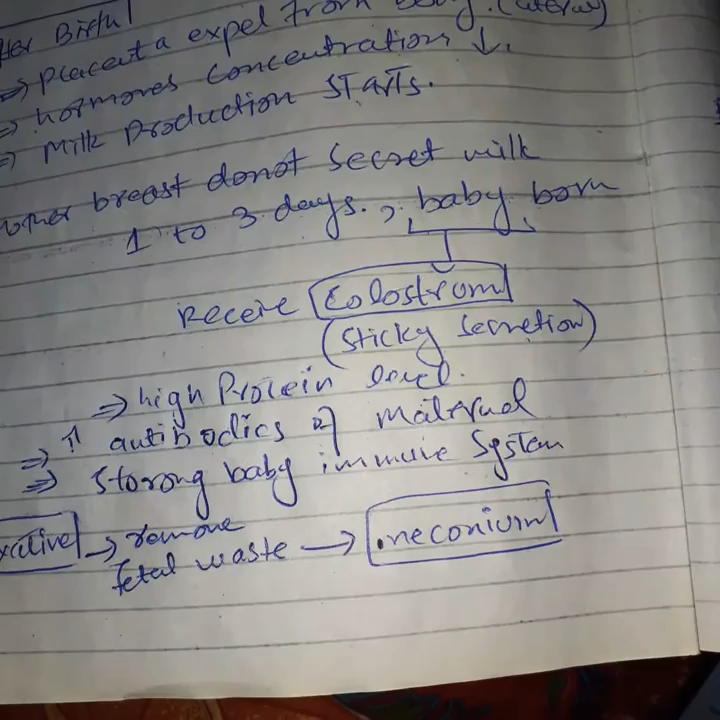 After Birth
⇒ Placenta expel from body. (uterus)
⇒ hormones concentration ↓.
⇒ Milk Production STarTs.
mother breast donot Secret milk
1 to 3 days. , baby born
Receive Colostrum
(Sticky Secretion)
⇒ high Protein level.
⇒ ↑ antibodies of maternal
⇒ Storong baby immune System
laxative → remove
fetal waste → meconium